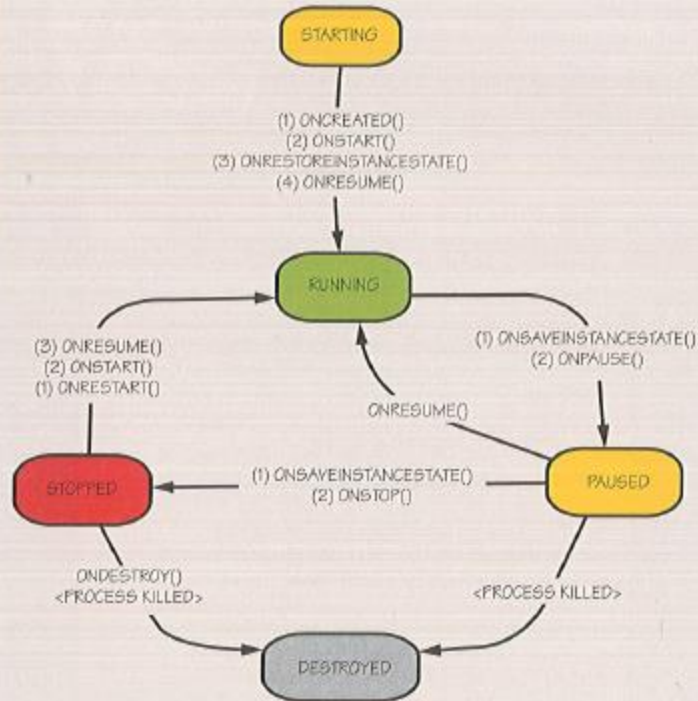 STARTING
(1) ONCREATED()
(2) ONSTART()
(3) ONRESTOREINSTANCESTATE()
(4) ONRESUME()
RUNNING
(3) ONRESUME()
(2) ONSTART()
(1) ONRESTART()
(1) ONSAVEINSTANCESTATE()
(2) ONPAUSE()
ONRESUME()
STOPPED
(1) ONSAVEINSTANCESTATE()
(2) ONSTOP()
PAUSED
ONDESTROY()
<PROCESS KILLED>
<PROCESS KILLED>
DESTROYED